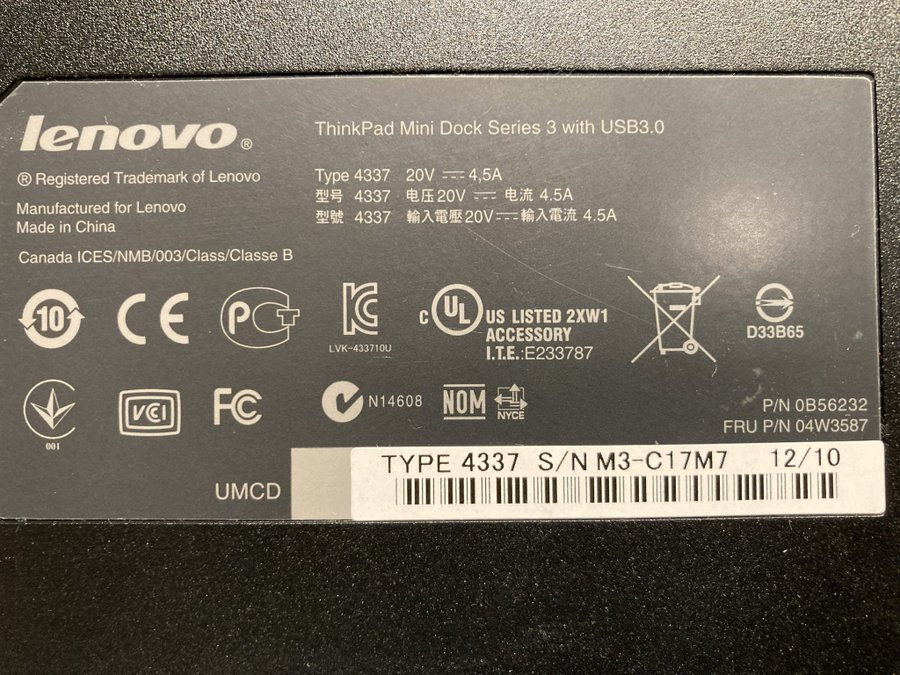 lenovo®
® Registered Trademark of Lenovo
Manufactured for Lenovo
Made in China
Canada ICES/NMB/003/Class/Classe B
ThinkPad Mini Dock Series 3 with USB3.0
Type 4337 20V ⎓ 4,5A
型号 4337 电压20V ⎓ 电流 4.5A
型號 4337 輸入電壓20V⎓輸入電流 4.5A
10
CE
PCT
KC
LVK-433710U
c UL US LISTED 2XW1
ACCESSORY
I.T.E.:E233787
D33B65
001
VCI
FC
N14608
NOM
NYCE
P/N 0B56232
FRU P/N 04W3587
UMCD
TYPE 4337 S/N M3-C17M7 12/10